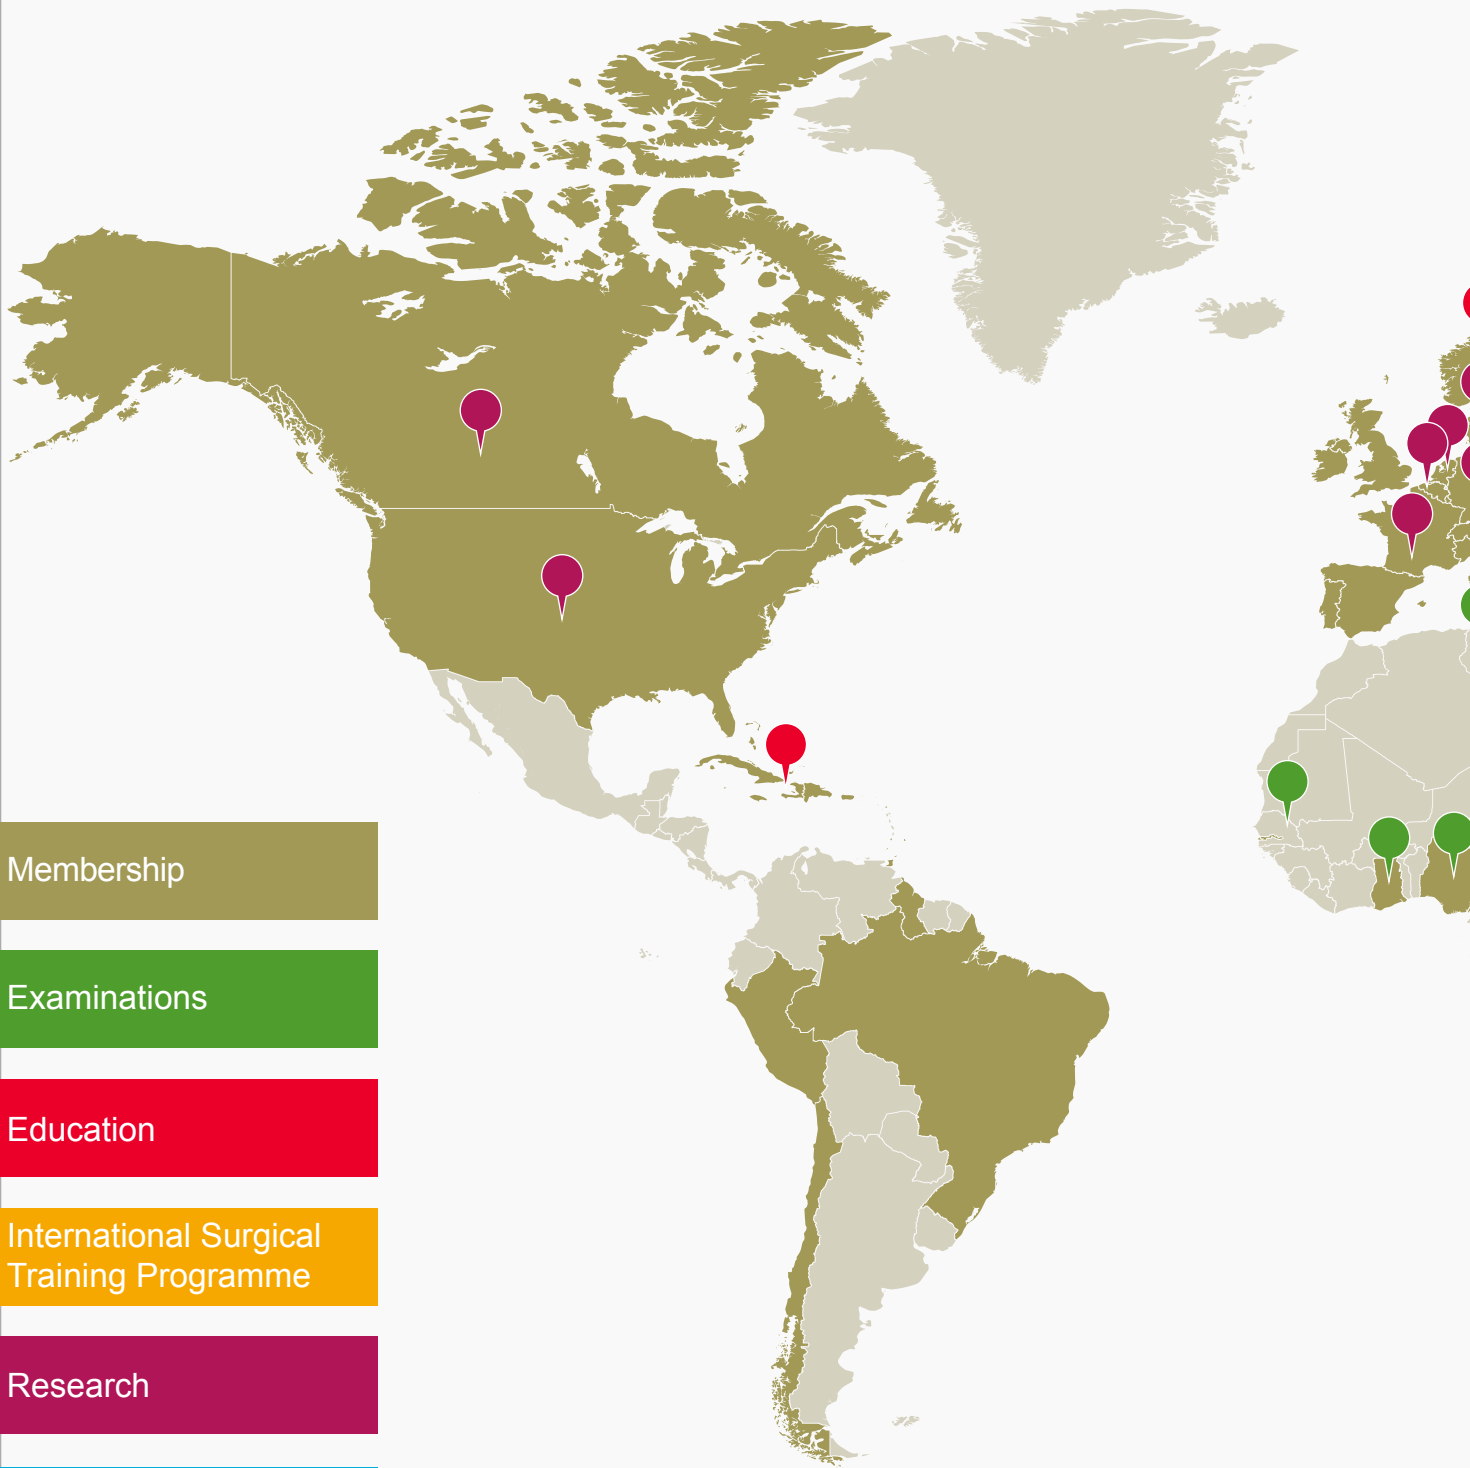 Membership
Examinations
Education
International Surgical
Training Programme
Research